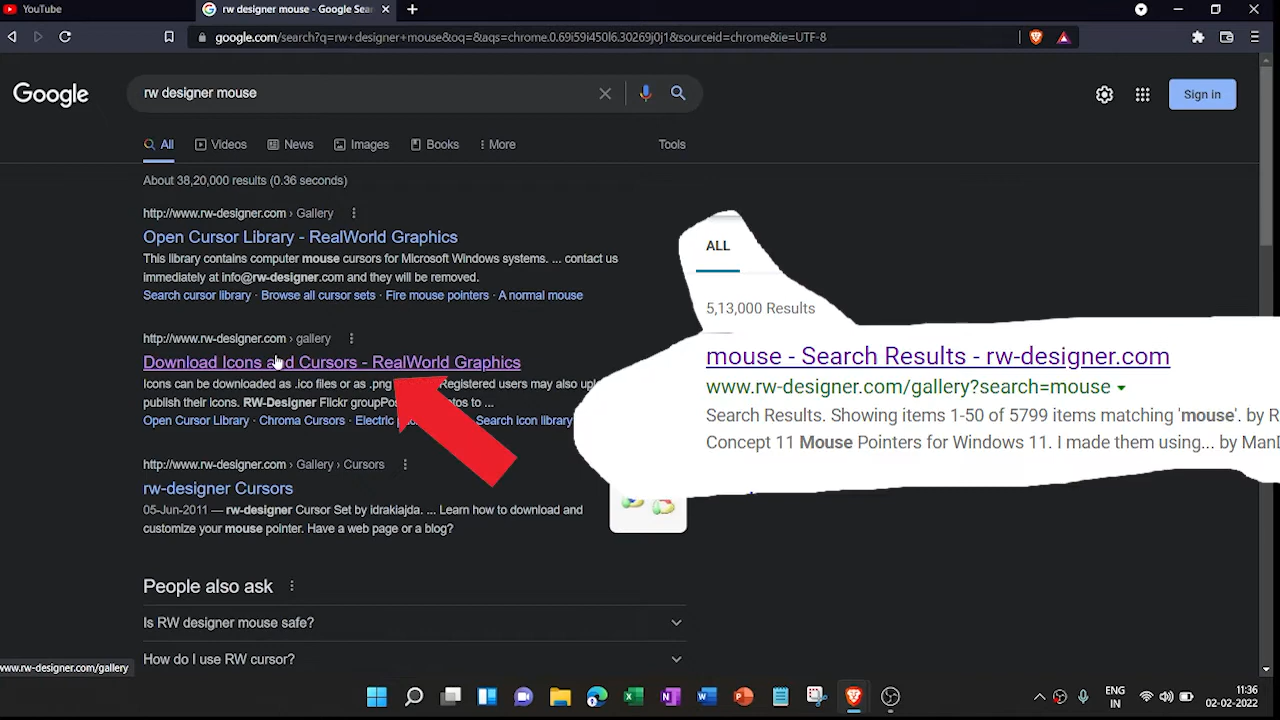 YouTube
rw designer mouse - Google Sea
google.com/search?q=rw+designer+mouse&oq=&aqs=chrome.0.69i59i450l6.30269j0j1&sourceid=chrome&ie=UTF-8
Google
rw designer mouse
Sign in
All
Videos
News
Images
Books
More
Tools
About 38,20,000 results (0.36 seconds)
http://www.rw-designer.com › Gallery
Open Cursor Library - RealWorld Graphics
This library contains computer mouse cursors for Microsoft Windows systems. ... contact us
immediately at info@rw-designer.com and they will be removed.
Search cursor library · Browse all cursor sets · Fire mouse pointers · A normal mouse
http://www.rw-designer.com › gallery
Download Icons and Cursors - RealWorld Graphics
Icons can be downloaded as .ico files or as .png Registered users may also
publish their icons. RW-Designer Flickr to ...
Open Cursor Library · Chroma Cursors · Electric Search icon library
http://www.rw-designer.com › Gallery › Cursors
rw-designer Cursors
05-Jun-2011 — rw-designer Cursor Set by idrakiajda. ... Learn how to download and
customize your mouse pointer. Have a web page or a blog?
People also ask
Is RW designer mouse safe?
How do I use RW cursor?
ALL
5,13,000 Results
mouse - Search Results - rw-designer.com
www.rw-designer.com/gallery?search=mouse
Search Results. Showing items 1-50 of 5799 items matching 'mouse'. by R
Concept 11 Mouse Pointers for Windows 11. I made them using... by ManD
www.rw-designer.com/gallery
ENG
IN
11:36
02-02-2022